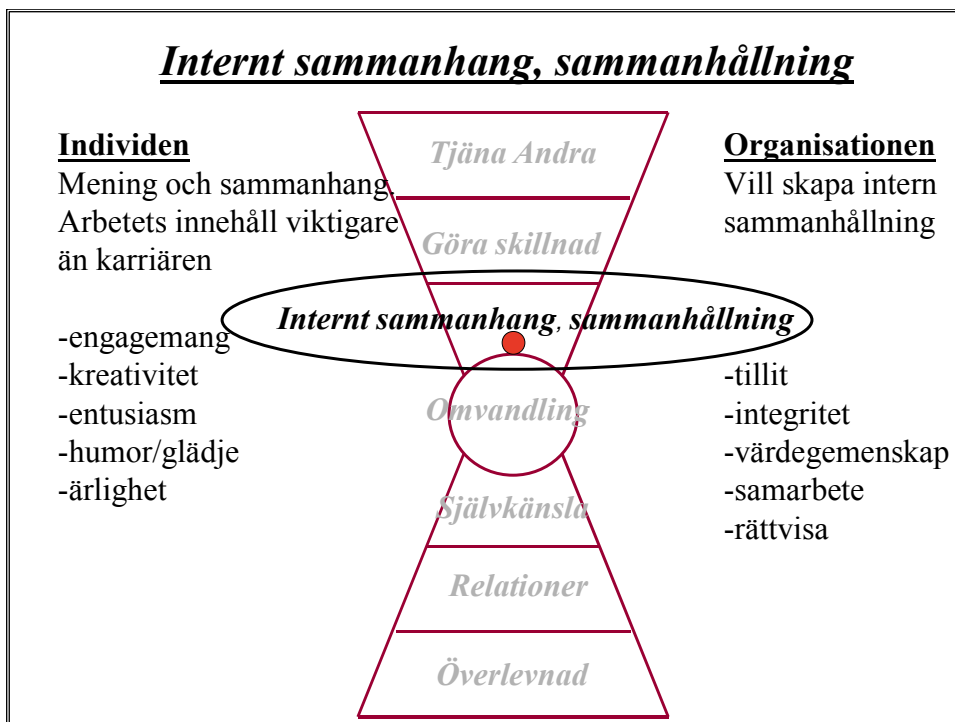 Internt sammanhang, sammanhållning
Individen
Mening och sammanhang.
Arbetets innehåll viktigare
än karriären
-engagemang
-kreativitet
-entusiasm
-humor/glädje
-ärlighet
Tjäna Andra
Göra skillnad
Internt sammanhang, sammanhållning
Omvandling
Självkänsla
Relationer
Överlevnad
Organisationen
Vill skapa intern
sammanhållning
-tillit
-integritet
-värdegemenskap
-samarbete
-rättvisa